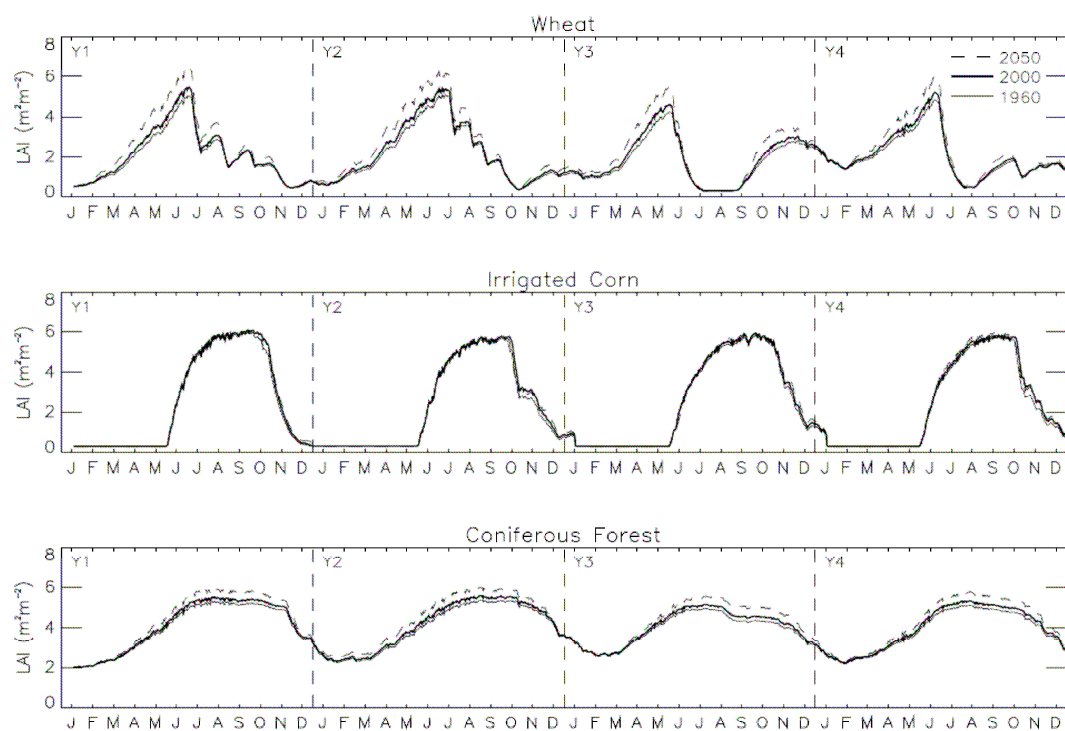 Wheat
8
6
4
2
0
LAI (m²m⁻²)
Y1
Y2
Y3
Y4
2050
2000
1960
J F M A M J J A S O N D J F M A M J J A S O N D J F M A M J J A S O N D J F M A M J J A S O N D
Irrigated Corn
8
6
4
2
0
LAI (m²m⁻²)
Y1
Y2
Y3
Y4
J F M A M J J A S O N D J F M A M J J A S O N D J F M A M J J A S O N D J F M A M J J A S O N D
Coniferous Forest
8
6
4
2
0
LAI (m²m⁻²)
Y1
Y2
Y3
Y4
J F M A M J J A S O N D J F M A M J J A S O N D J F M A M J J A S O N D J F M A M J J A S O N D